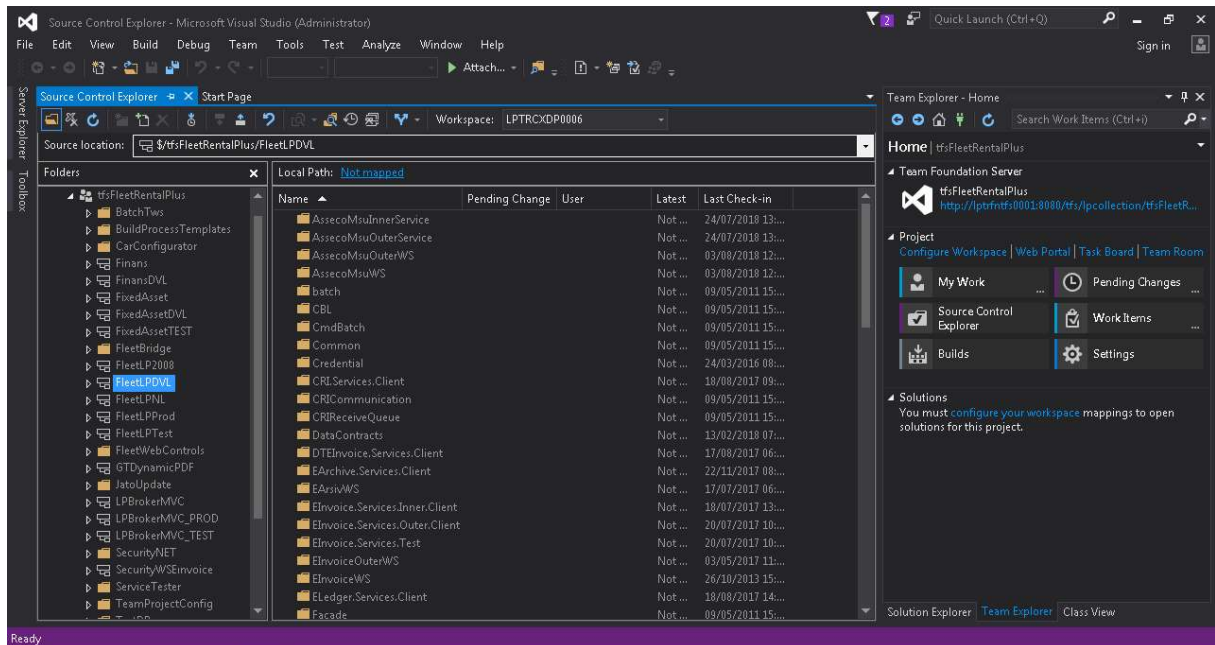 Source Control Explorer - Microsoft Visual Studio (Administrator)
2
Quick Launch (Ctrl+Q)
File Edit View Build Debug Team Tools Test Analyze Window Help
Sign in
Attach...
Server Explorer
Toolbox
Source Control Explorer
Start Page
Workspace: LPTRCXDP0006
Source location: $/tfsFleetRentalPlus/FleetLPDVL
Folders
tfsFleetRentalPlus
BatchTws
BuildProcessTemplates
CarConfigurator
Finans
FinansDVL
FixedAsset
FixedAssetDVL
FixedAssetTEST
FleetBridge
FleetLP2008
FleetLPDVL
FleetLPNL
FleetLPProd
FleetLPTest
FleetWebControls
GTDynamicPDF
JatoUpdate
LPBrokerMVC
LPBrokerMVC_PROD
LPBrokerMVC_TEST
SecurityNET
SecurityWSEinvoice
ServiceTester
TeamProjectConfig
Local Path: Not mapped
Name Pending Change User Latest Last Check-in
AssecoMsuInnerService Not ... 24/07/2018 13:...
AssecoMsuOuterService Not ... 24/07/2018 13:...
AssecoMsuOuterWS Not ... 03/08/2018 12:...
AssecoMsuWS Not ... 03/08/2018 12:...
batch Not ... 09/05/2011 15:...
CBL Not ... 09/05/2011 15:...
CmdBatch Not ... 09/05/2011 15:...
Common Not ... 09/05/2011 15:...
Credential Not ... 24/03/2016 08:...
CRI.Services.Client Not ... 18/08/2017 09:...
CRICommunication Not ... 09/05/2011 15:...
CRIReceiveQueue Not ... 09/05/2011 15:...
DataContracts Not ... 13/02/2018 07:...
DTEInvoice.Services.Client Not ... 17/08/2017 06:...
EArchive.Services.Client Not ... 22/11/2017 08:...
EArsivWS Not ... 17/07/2017 06:...
EInvoice.Services.Inner.Client Not ... 18/07/2017 13:...
EInvoice.Services.Outer.Client Not ... 20/07/2017 10:...
EInvoice.Services.Test Not ... 20/07/2017 10:...
EInvoiceOuterWS Not ... 03/05/2017 11:...
EInvoiceWS Not ... 26/10/2013 15:...
ELedger.Services.Client Not ... 18/08/2017 14:...
Facade Not ... 09/05/2011 15:...
Team Explorer - Home
Search Work Items (Ctrl+i)
Home | tfsFleetRentalPlus
Team Foundation Server
tfsFleetRentalPlus
http://lptrfntfs0001:8080/tfs/lpcollection/tfsFleetR...
Project
Configure Workspace | Web Portal | Task Board | Team Room
My Work ...
Pending Changes ...
Source Control
Explorer
Work Items ...
Builds
Settings
Solutions
You must configure your workspace mappings to open
solutions for this project.
Solution Explorer Team Explorer Class View
Ready